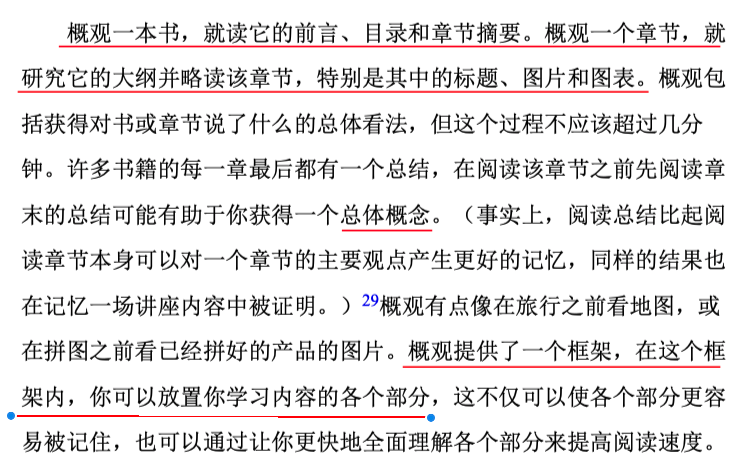 概观一本书，就读它的前言、目录和章节摘要。概观一个章节，就
研究它的大纲并略读该章节，特别是其中的标题、图片和图表。概观包
括获得对书或章节说了什么的总体看法，但这个过程不应该超过几分
钟。许多书籍的每一章最后都有一个总结，在阅读该章节之前先阅读章
末的总结可能有助于你获得一个总体概念。（事实上，阅读总结比起阅
读章节本身可以对一个章节的主要观点产生更好的记忆，同样的结果也
在记忆一场讲座内容中被证明。）29概观有点像在旅行之前看地图，或
在拼图之前看已经拼好的产品的图片。概观提供了一个框架，在这个框
架内，你可以放置你学习内容的各个部分，这不仅可以使各个部分更容
易被记住，也可以通过让你更快地全面理解各个部分来提高阅读速度。